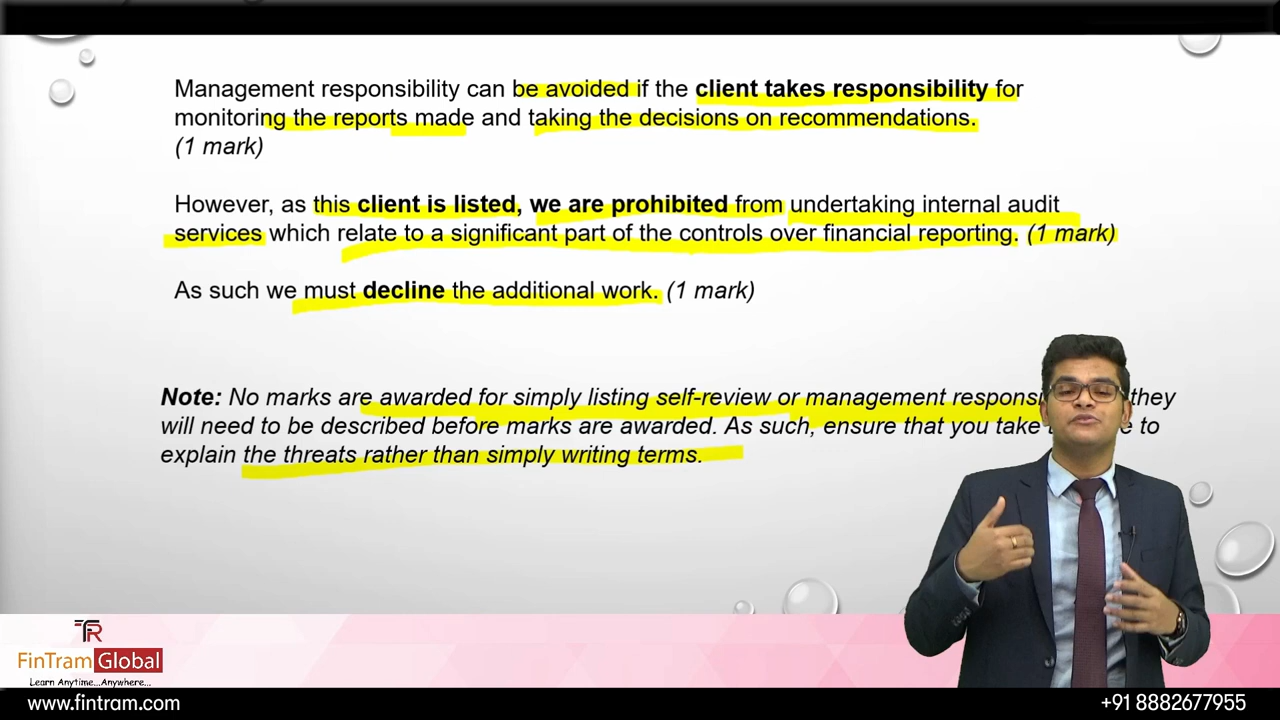 Management responsibility can be avoided if the client takes responsibility for
monitoring the reports made and taking the decisions on recommendations.
(1 mark)
However, as this client is listed, we are prohibited from undertaking internal audit
services which relate to a significant part of the controls over financial reporting. (1 mark)
As such we must decline the additional work. (1 mark)
Note: No marks are awarded for simply listing self-review or management respons they
will need to be described before marks are awarded. As such, ensure that you take to
explain the threats rather than simply writing terms.
TR
FinTram Global
Learn Anytime...Anywhere...
www.fintram.com
+91 8882677955